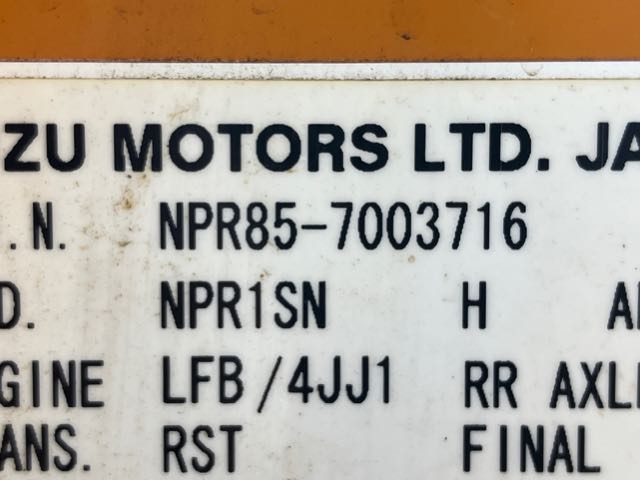 ZU MOTORS LTD. JA
.N. NPR85-7003716
D. NPR1SN H A
GINE LFB/4JJ1 RR AXL
ANS. RST FINAL